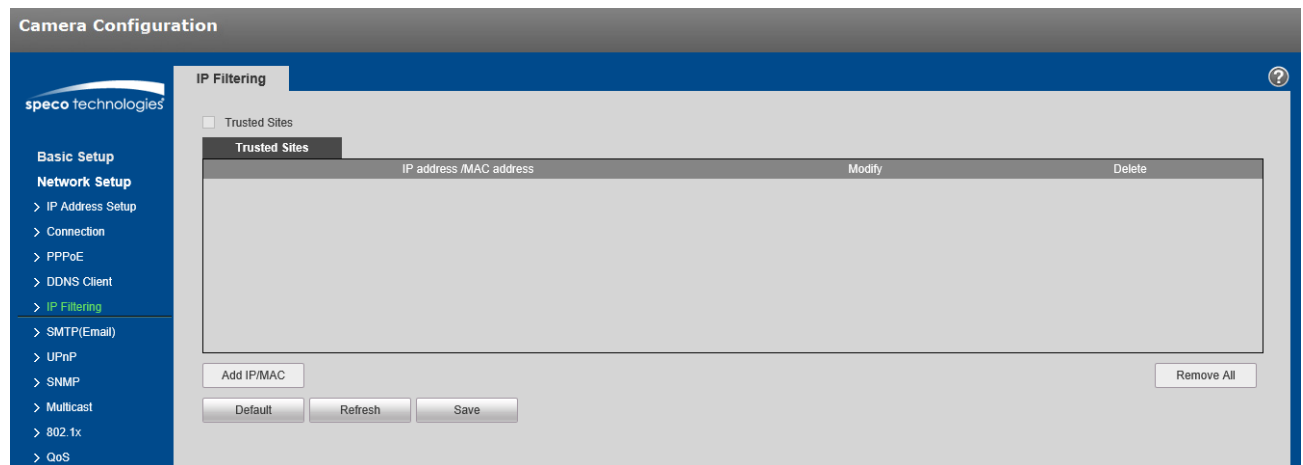 Camera Configuration
speco technologies
IP Filtering
?
Trusted Sites
Trusted Sites
IP address /MAC address Modify Delete
Basic Setup
Network Setup
> IP Address Setup
> Connection
> PPPoE
> DDNS Client
> IP Filtering
> SMTP(Email)
> UPnP
> SNMP
> Multicast
> 802.1x
> QoS
Add IP/MAC Remove All
Default Refresh Save